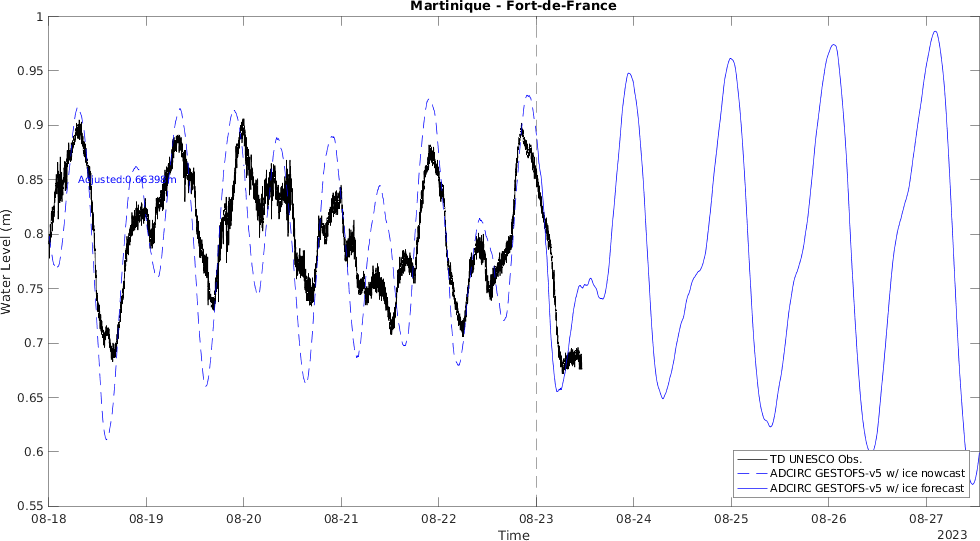 Martinique - Fort-de-France
Water Level (m)
1
0.95
0.9
0.85
0.8
0.75
0.7
0.65
0.6
0.55
Adjusted:0.66398m
TD UNESCO Obs.
ADCIRC GESTOFS-v5 w/ ice nowcast
ADCIRC GESTOFS-v5 w/ ice forecast
08-18 08-19 08-20 08-21 08-22 08-23 08-24 08-25 08-26 08-27
Time
2023